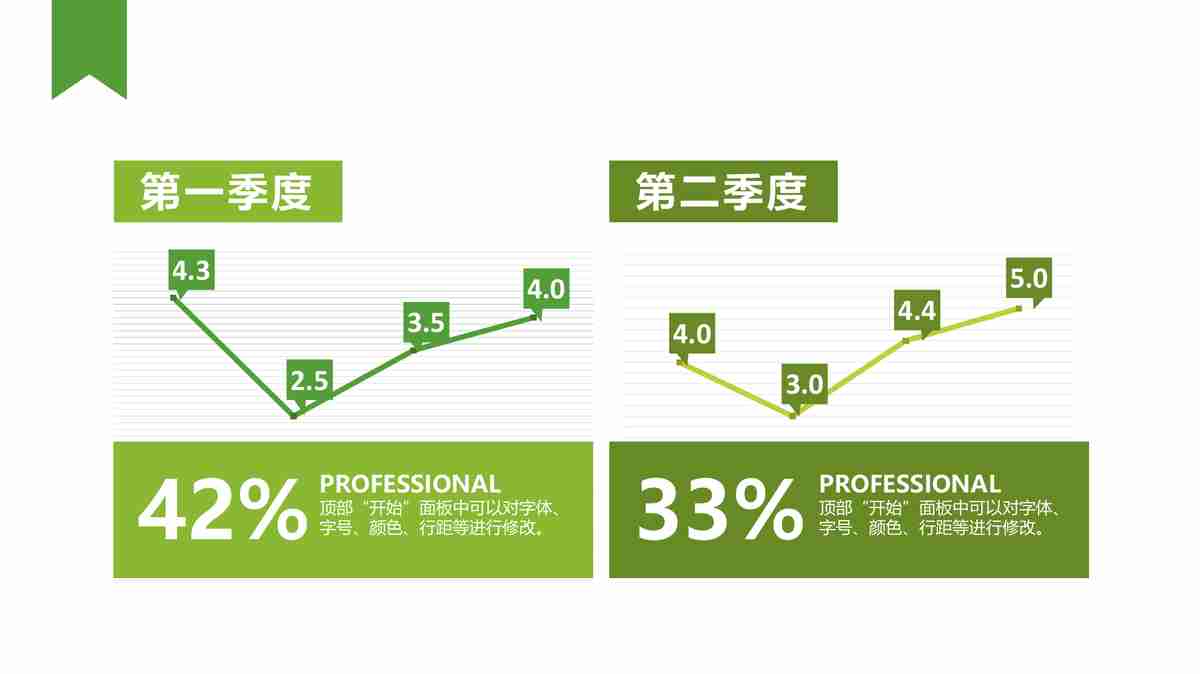 第一季度
4.3
2.5
3.5
4.0
42%
PROFESSIONAL
顶部“开始”面板中可以对字体、
字号、颜色、行距等进行修改。
第二季度
4.0
3.0
4.4
5.0
33%
PROFESSIONAL
顶部“开始”面板中可以对字体、
字号、颜色、行距等进行修改。